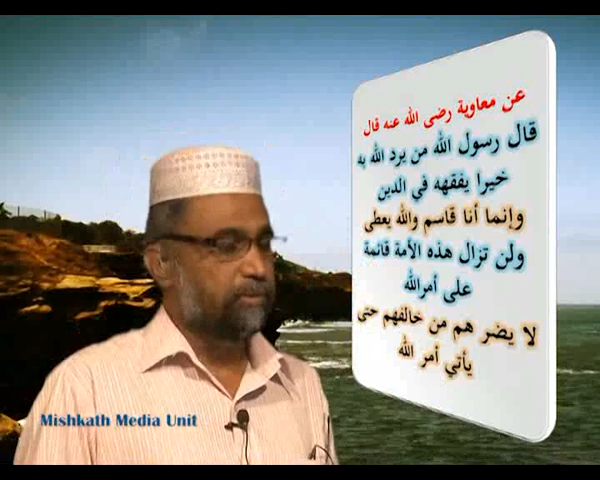 عن معاوية رضى الله عنه قال
قال رسول الله من يرد الله به
خيرا يفقهه في الدين
وإنما أنا قاسم والله يعطى
ولن تزال هذه الأمة قائمة
على أمرالله
لا يضر هم من خالفهم حتى
يأتي أمر الله
Mishkath Media Unit